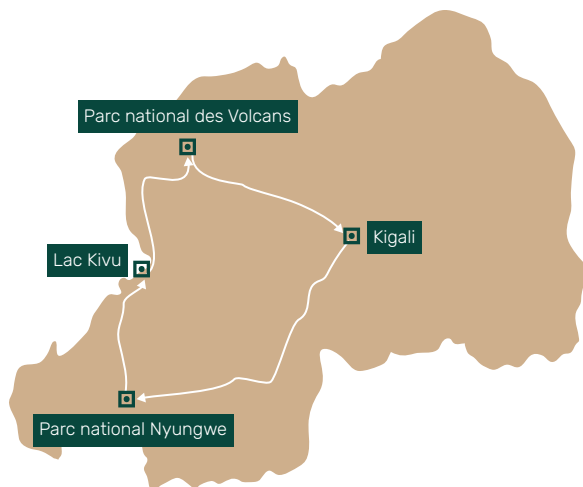 Parc national des Volcans
Kigali
Lac Kivu
Parc national Nyungwe